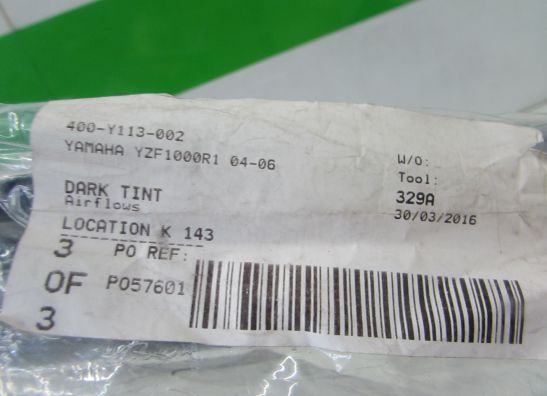 400-Y113-002
YAMAHA YZF1000R1 04-06
W/O:
Tool:
DARK TINT
329A
Airflows
30/03/2016
LOCATION K 143
3 PO REF:
OF PO57601
3